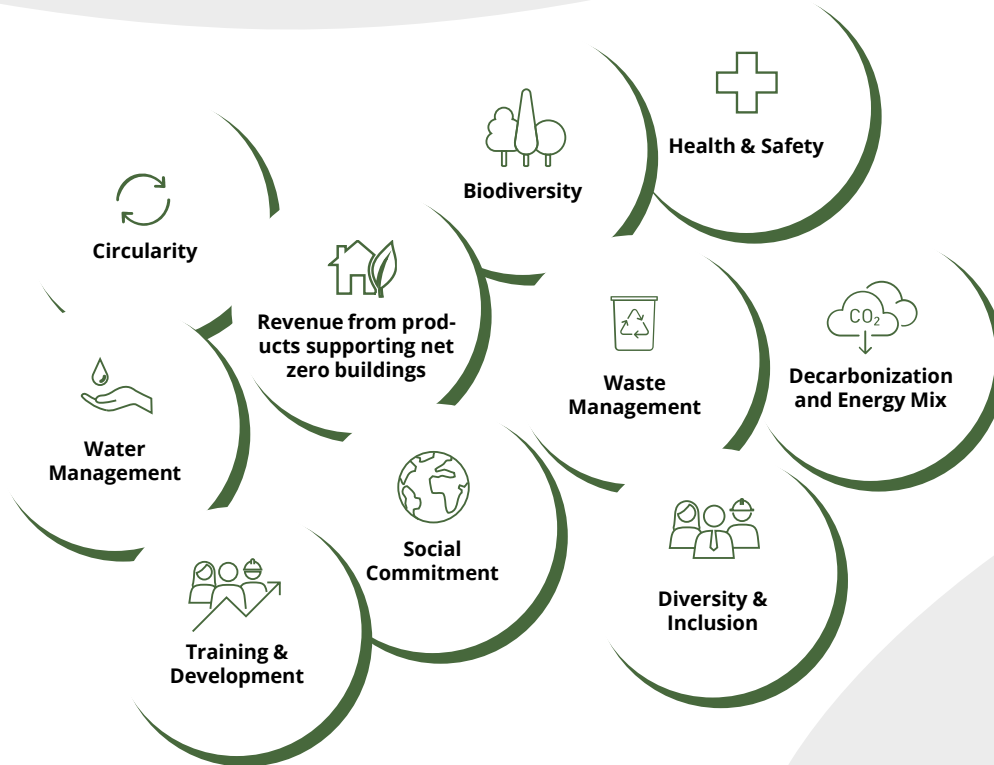 Health & Safety
Biodiversity
Circularity
Revenue from prod-
ucts supporting net
zero buildings
CO₂
Decarbonization
and Energy Mix
Waste
Management
Water
Management
Social
Commitment
Diversity &
Inclusion
Training &
Development